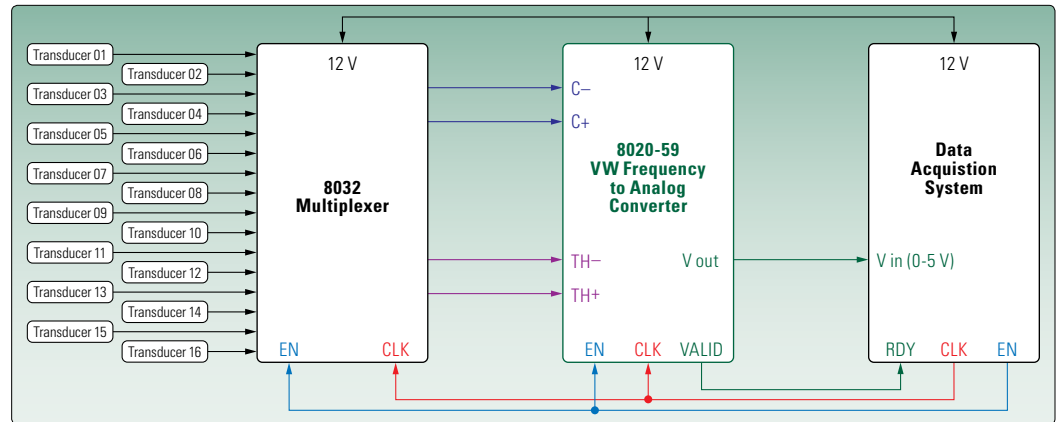 Transducer 01
Transducer 02
Transducer 03
Transducer 04
Transducer 05
Transducer 06
Transducer 07
Transducer 08
Transducer 09
Transducer 10
Transducer 11
Transducer 12
Transducer 13
Transducer 14
Transducer 15
Transducer 16
12 V
8032
Multiplexer
EN CLK
12 V
C–
C+
8020-59
VW Frequency
to Analog
Converter
TH– V out
TH+
EN CLK VALID
12 V
Data
Acquistion
System
V in (0-5 V)
RDY CLK EN